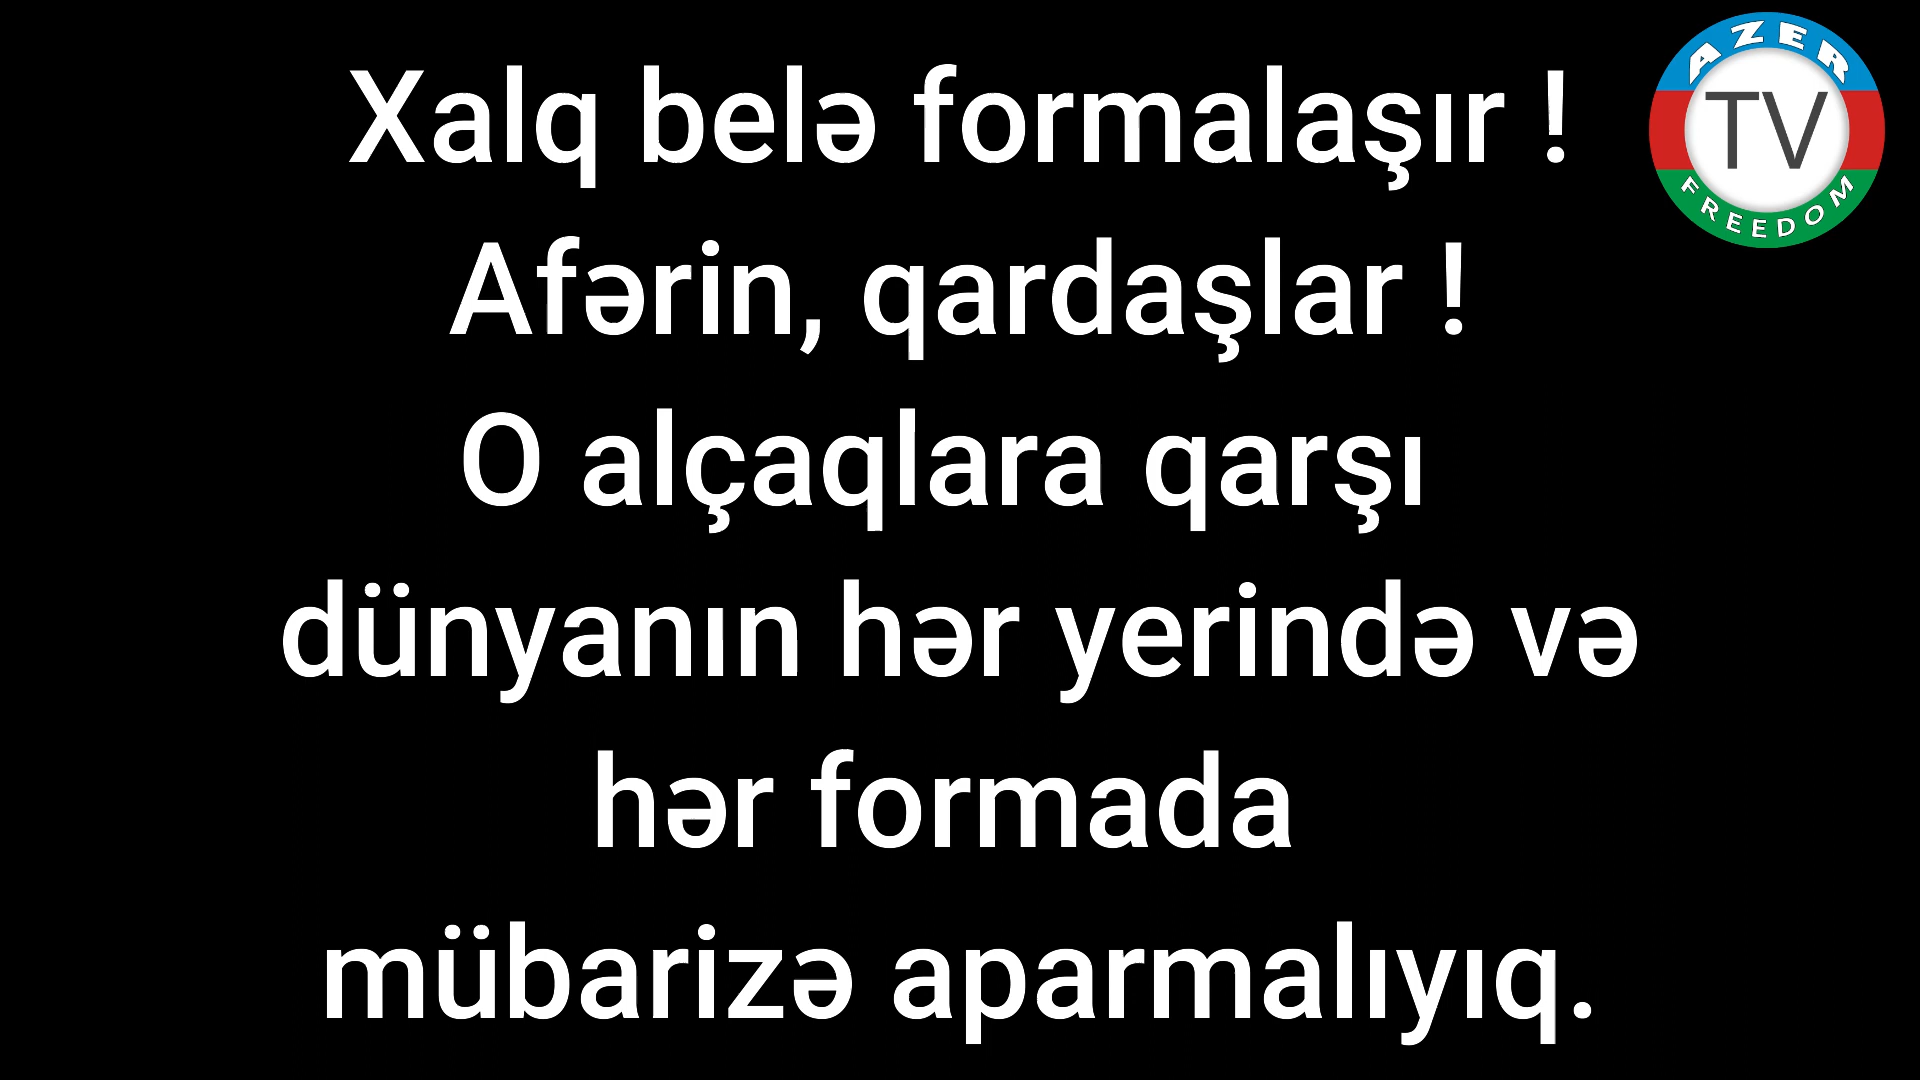 Xalq belə formalaşır !
Afərin, qardaşlar !
O alçaqlara qarşı
dünyanın hər yerində və
hər formada
mübarizə aparmalıyıq.
AZER
TV
FREEDOM